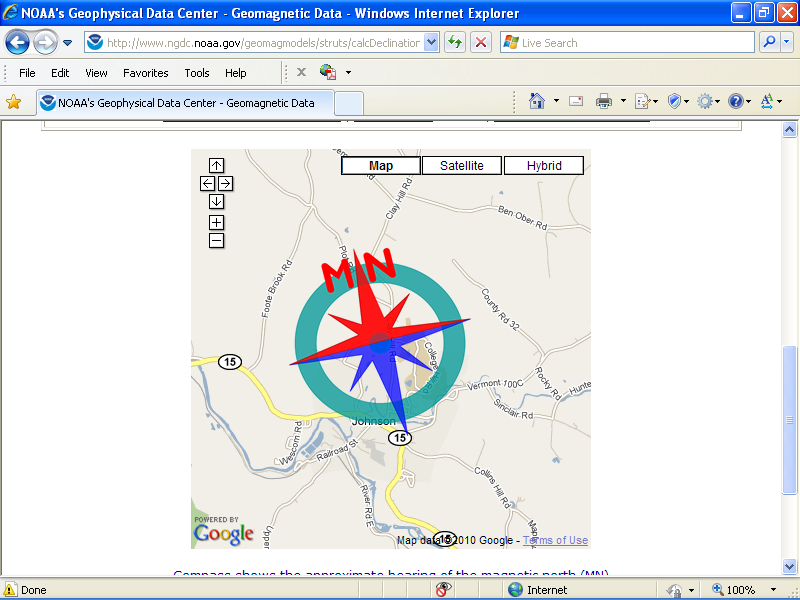 NOAA's Geophysical Data Center - Geomagnetic Data - Windows Internet Explorer
http://www.ngdc.noaa.gov/geomagmodels/struts/calcDeclination
Live Search
File Edit View Favorites Tools Help
NOAA's Geophysical Data Center - Geomagnetic Data
Map Satellite Hybrid
Clay Hill Rd
Ben Ober Rd
Foote Brook Rd
MN
County Rd 32
College
15
Vermont 100C
Rocky Rd
Hunte
Sinclair Rd
Johnson
15
Wescom Rd
Railroad St
Collins Hill Rd
River Rd E
Upper
POWERED BY
Google
15
Map data ©2010 Google - Terms of Use
Compass shows the approximate bearing of the magnetic north (MN)
Done Internet 100%